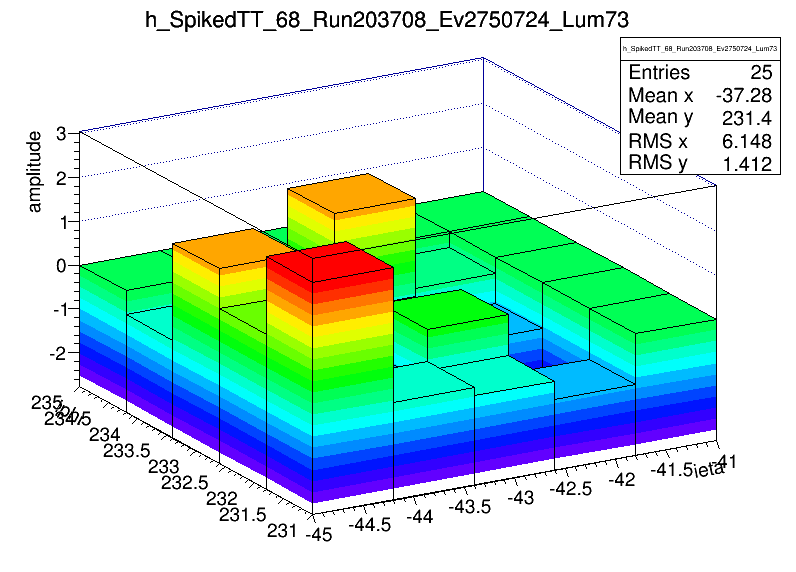 h_SpikedTT_68_Run203708_Ev2750724_Lum73
h_SpikedTT_68_Run203708_Ev2750724_Lum73
Entries 25
Mean x -37.28
Mean y 231.4
RMS x 6.148
RMS y 1.412
amplitude
3
2
1
0
-1
-2
235
234.5
234
233.5
233
232.5
232
231.5
231
-45
-44.5
-44
-43.5
-43
-42.5
-42
-41.5
-41
ieta